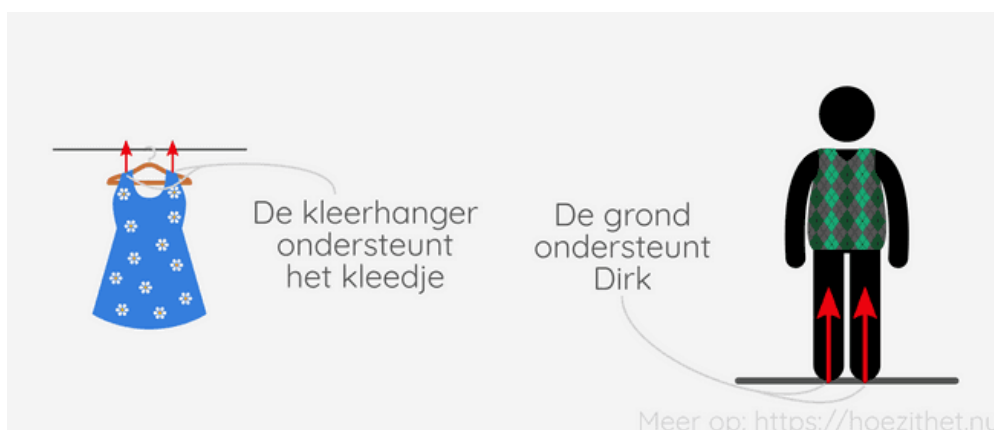 De kleerhanger
ondersteunt
het kleedje
De grond
ondersteunt
Dirk
Meer op: https://hoezithet.nu